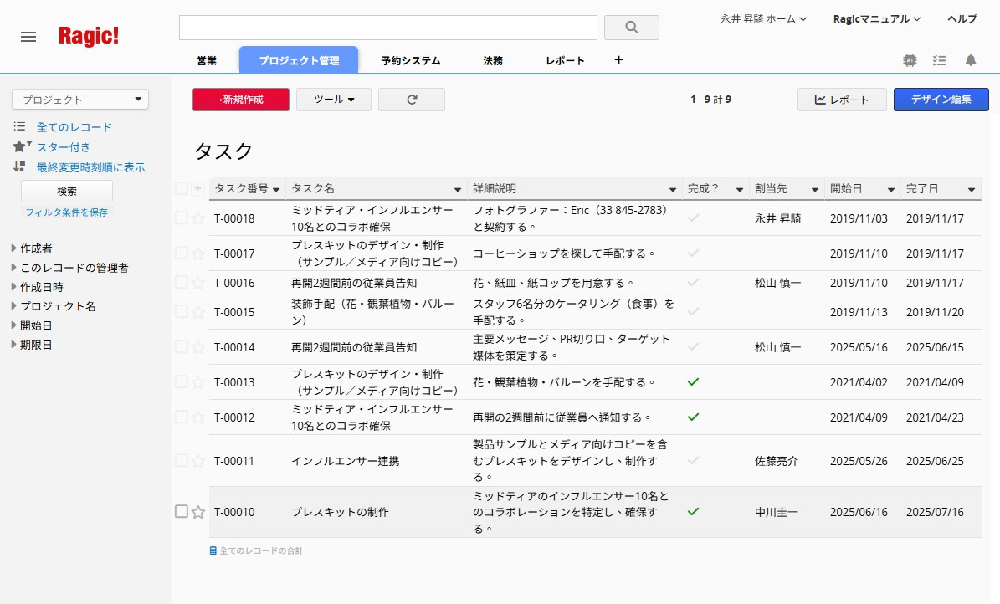 永井 昇騎 ホーム
Ragicマニュアル
ヘルプ
Ragic!
営業
プロジェクト管理
予約システム
法務
レポート
+
AI
プロジェクト
全てのレコード
スター付き
最終変更時刻順に表示
検索
フィルタ条件を保存
作成者
このレコードの管理者
作成日時
プロジェクト名
開始日
期限日
+新規作成
ツール
1 - 9 計 9
レポート
デザイン編集
タスク
タスク番号 タスク名 詳細説明 完成？ 割当先 開始日 完了日
T-00018 ミッドティア・インフルエンサー フォトグラファー：Eric（33 845-2783） 永井 昇騎 2019/11/03 2019/11/17
10名とのコラボ確保 と契約する。
T-00017 プレスキットのデザイン・制作 コーヒーショップを探して手配する。 2019/11/10 2019/11/17
（サンプル／メディア向けコピー）
T-00016 再開2週間前の従業員告知 花、紙皿、紙コップを用意する。 松山 慎一 2019/11/10 2019/11/17
T-00015 装飾手配（花・観葉植物・バルー スタッフ6名分のケータリング（食事）を 2019/11/13 2019/11/20
ン） 手配する。
T-00014 再開2週間前の従業員告知 主要メッセージ、PR切り口、ターゲット 松山 慎一 2025/05/16 2025/06/15
媒体を策定する。
T-00013 プレスキットのデザイン・制作 花・観葉植物・バルーンを手配する。 2021/04/02 2021/04/09
（サンプル／メディア向けコピー）
T-00012 ミッドティア・インフルエンサー 再開の2週間前に従業員へ通知する。 2021/04/09 2021/04/23
10名とのコラボ確保
T-00011 インフルエンサー連携 製品サンプルとメディア向けコピーを含 佐藤亮介 2025/05/26 2025/06/25
むプレスキットをデザインし、制作す
る。
T-00010 プレスキットの制作 ミッドティアのインフルエンサー10名と 中川圭一 2025/06/16 2025/07/16
のコラボレーションを特定し、確保す
る。
全てのレコードの合計